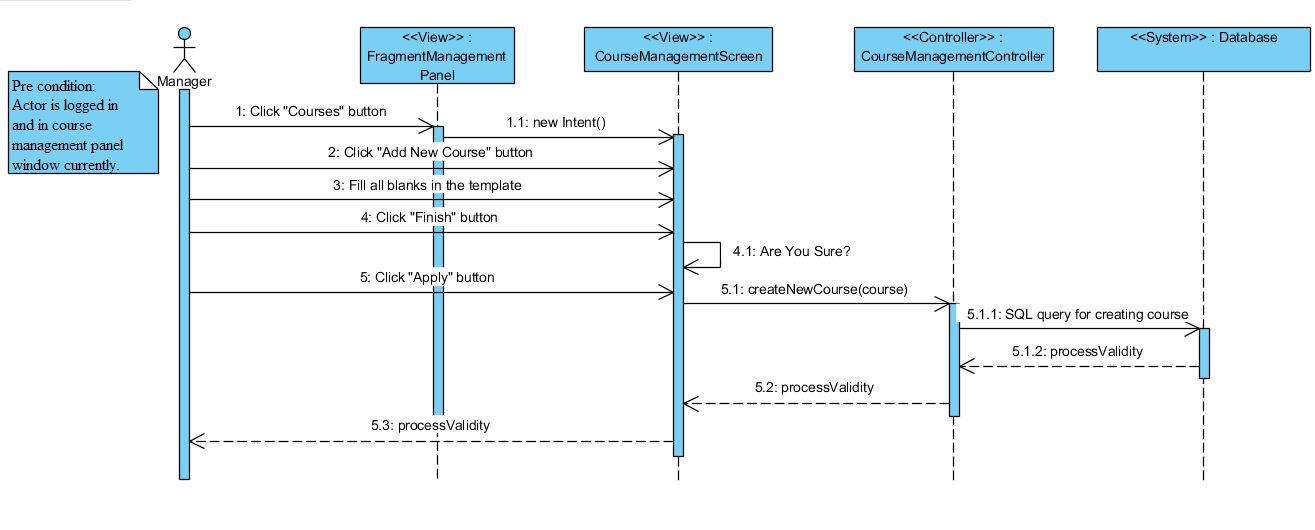 <<View>> :
FragmentManagement
Panel
<<View>> :
CourseManagementScreen
<<Controller>> :
CourseManagementController
<<System>> : Database
Manager
Pre condition:
Actor is logged in
and in course
management panel
window currently.
1: Click "Courses" button
1.1: new Intent()
2: Click "Add New Course" button
3: Fill all blanks in the template
4: Click "Finish" button
4.1: Are You Sure?
5: Click "Apply" button
5.1: createNewCourse(course)
5.1.1: SQL query for creating course
5.1.2: processValidity
5.2: processValidity
5.3: processValidity